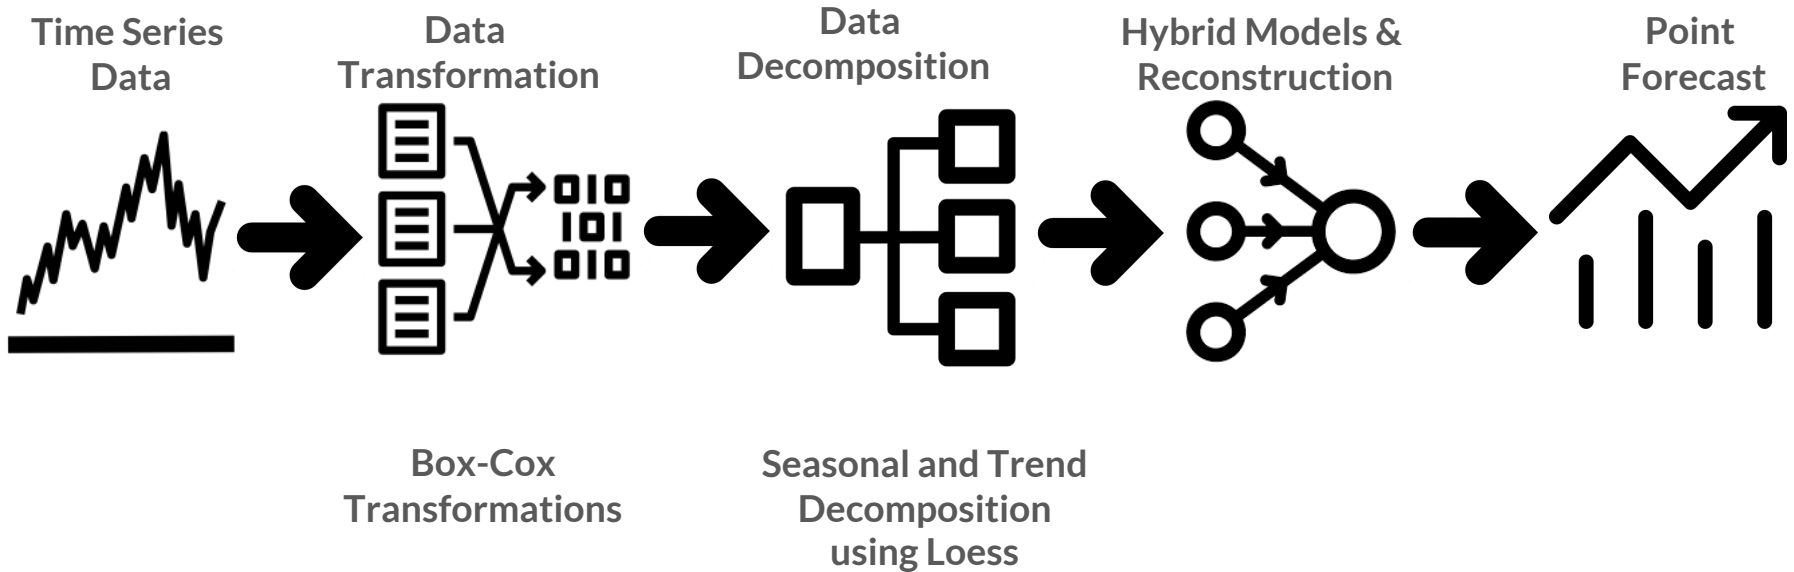 Time Series
Data
Data
Transformation
Data
Decomposition
Hybrid Models &
Reconstruction
Point
Forecast
010
101
010
Box-Cox
Transformations
Seasonal and Trend
Decomposition
using Loess